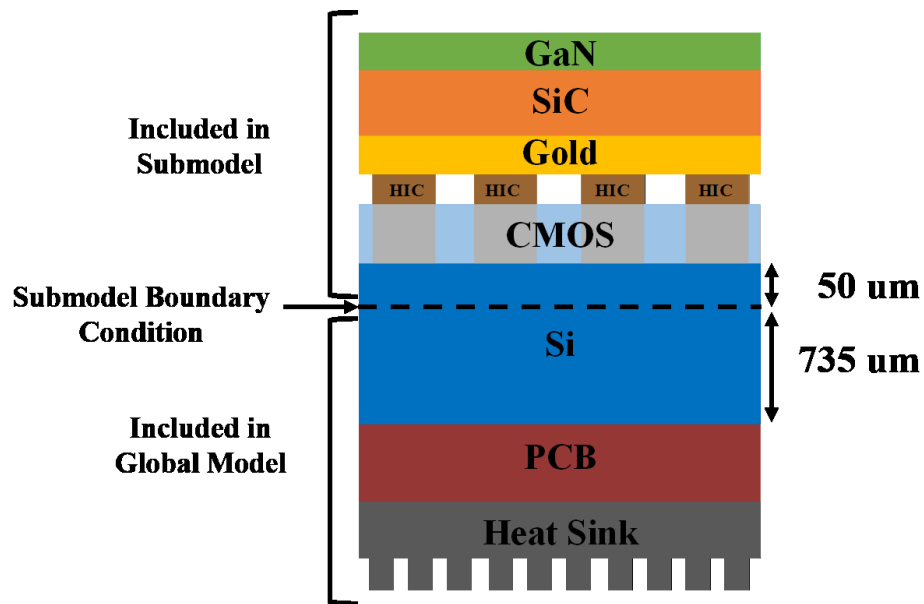 GaN
SiC
Included in
Submodel
Gold
HIC HIC HIC HIC
CMOS
50 um
Submodel Boundary
Condition
Si
735 um
Included in
Global Model
PCB
Heat Sink